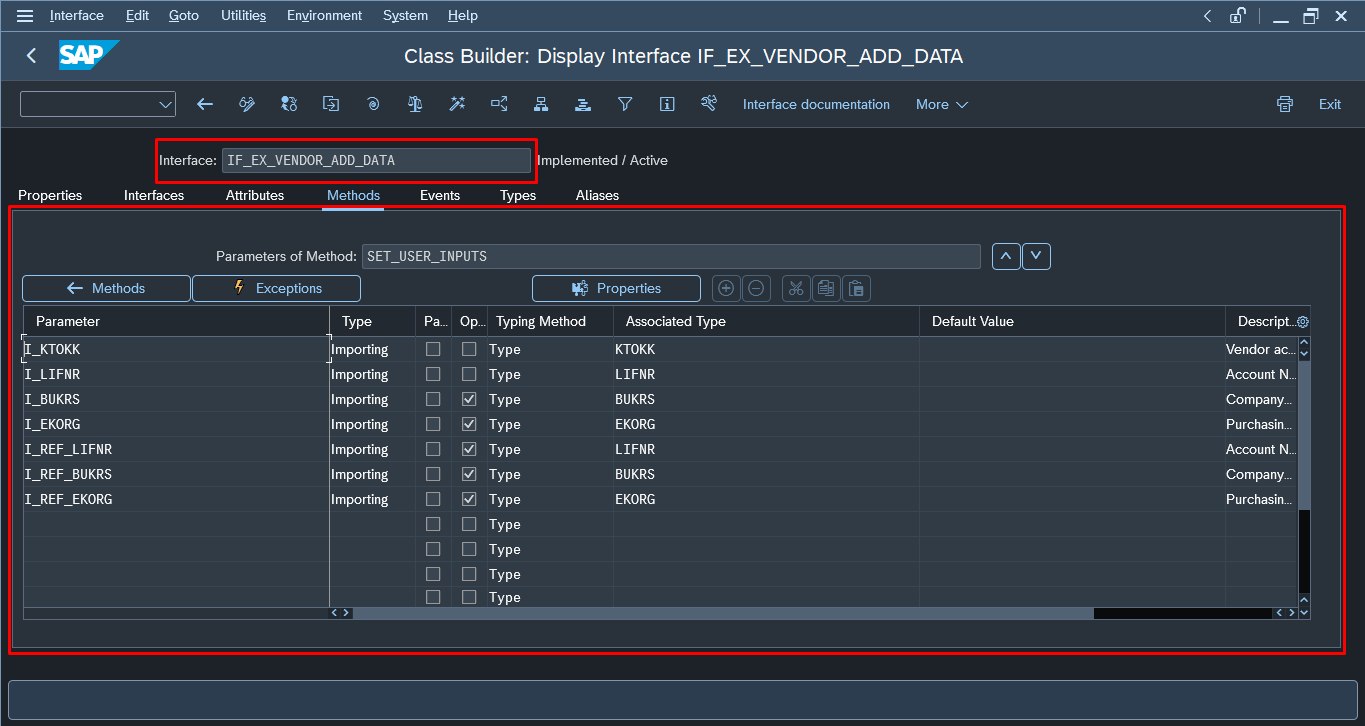 Interface Edit Goto Utilities Environment System Help
SAP Class Builder: Display Interface IF_EX_VENDOR_ADD_DATA
Interface documentation More Exit
Interface: IF_EX_VENDOR_ADD_DATA Implemented / Active
Properties Interfaces Attributes Methods Events Types Aliases
Parameters of Method: SET_USER_INPUTS
Methods Exceptions Properties
Parameter Type Pa... Op... Typing Method Associated Type Default Value Descript...
I_KTOKK Importing Type KTOKK Vendor ac...
I_LIFNR Importing Type LIFNR Account N...
I_BUKRS Importing Type BUKRS Company...
I_EKORG Importing Type EKORG Purchasin...
I_REF_LIFNR Importing Type LIFNR Account N...
I_REF_BUKRS Importing Type BUKRS Company...
I_REF_EKORG Importing Type EKORG Purchasin...
Type
Type
Type
Type